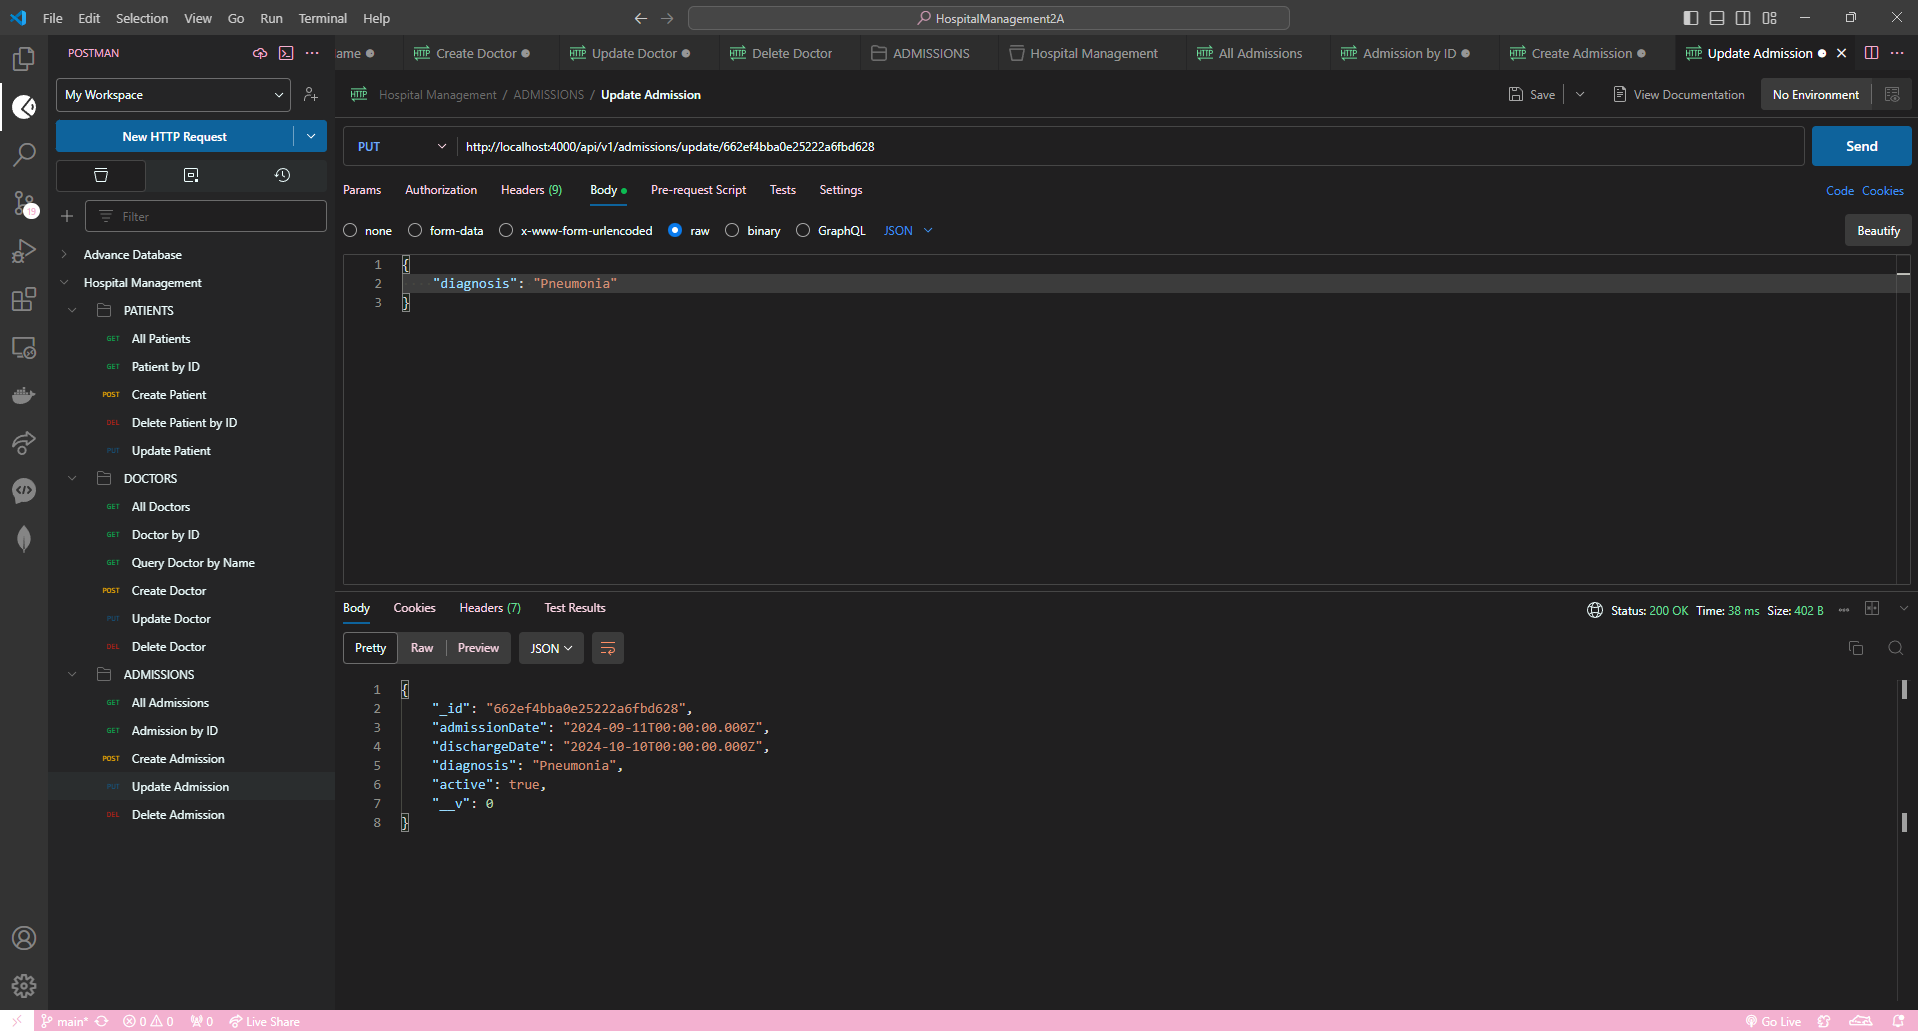 File Edit Selection View Go Run Terminal Help
HospitalManagement2A
POSTMAN
ame Create Doctor Update Doctor Delete Doctor ADMISSIONS Hospital Management All Admissions Admission by ID Create Admission Update Admission
My Workspace
Hospital Management / ADMISSIONS / Update Admission
Save View Documentation No Environment
New HTTP Request
PUT http://localhost:4000/api/v1/admissions/update/662ef4bba0e25222a6fbd628 Send
Params Authorization Headers (9) Body Pre-request Script Tests Settings Code Cookies
19
Filter
none form-data x-www-form-urlencoded raw binary GraphQL JSON Beautify
1 {
2 "diagnosis": "Pneumonia"
3 }
Advance Database
Hospital Management
PATIENTS
GET All Patients
GET Patient by ID
POST Create Patient
DEL Delete Patient by ID
PUT Update Patient
DOCTORS
GET All Doctors
GET Doctor by ID
GET Query Doctor by Name
POST Create Doctor
PUT Update Doctor
DEL Delete Doctor
ADMISSIONS
GET All Admissions
GET Admission by ID
POST Create Admission
PUT Update Admission
DEL Delete Admission
Body Cookies Headers (7) Test Results Status: 200 OK Time: 38 ms Size: 402 B
Pretty Raw Preview JSON
1 {
2 "_id": "662ef4bba0e25222a6fbd628",
3 "admissionDate": "2024-09-11T00:00:00.000Z",
4 "dischargeDate": "2024-10-10T00:00:00.000Z",
5 "diagnosis": "Pneumonia",
6 "active": true,
7 "__v": 0
8 }
main* 0 0 0 Live Share Go Live